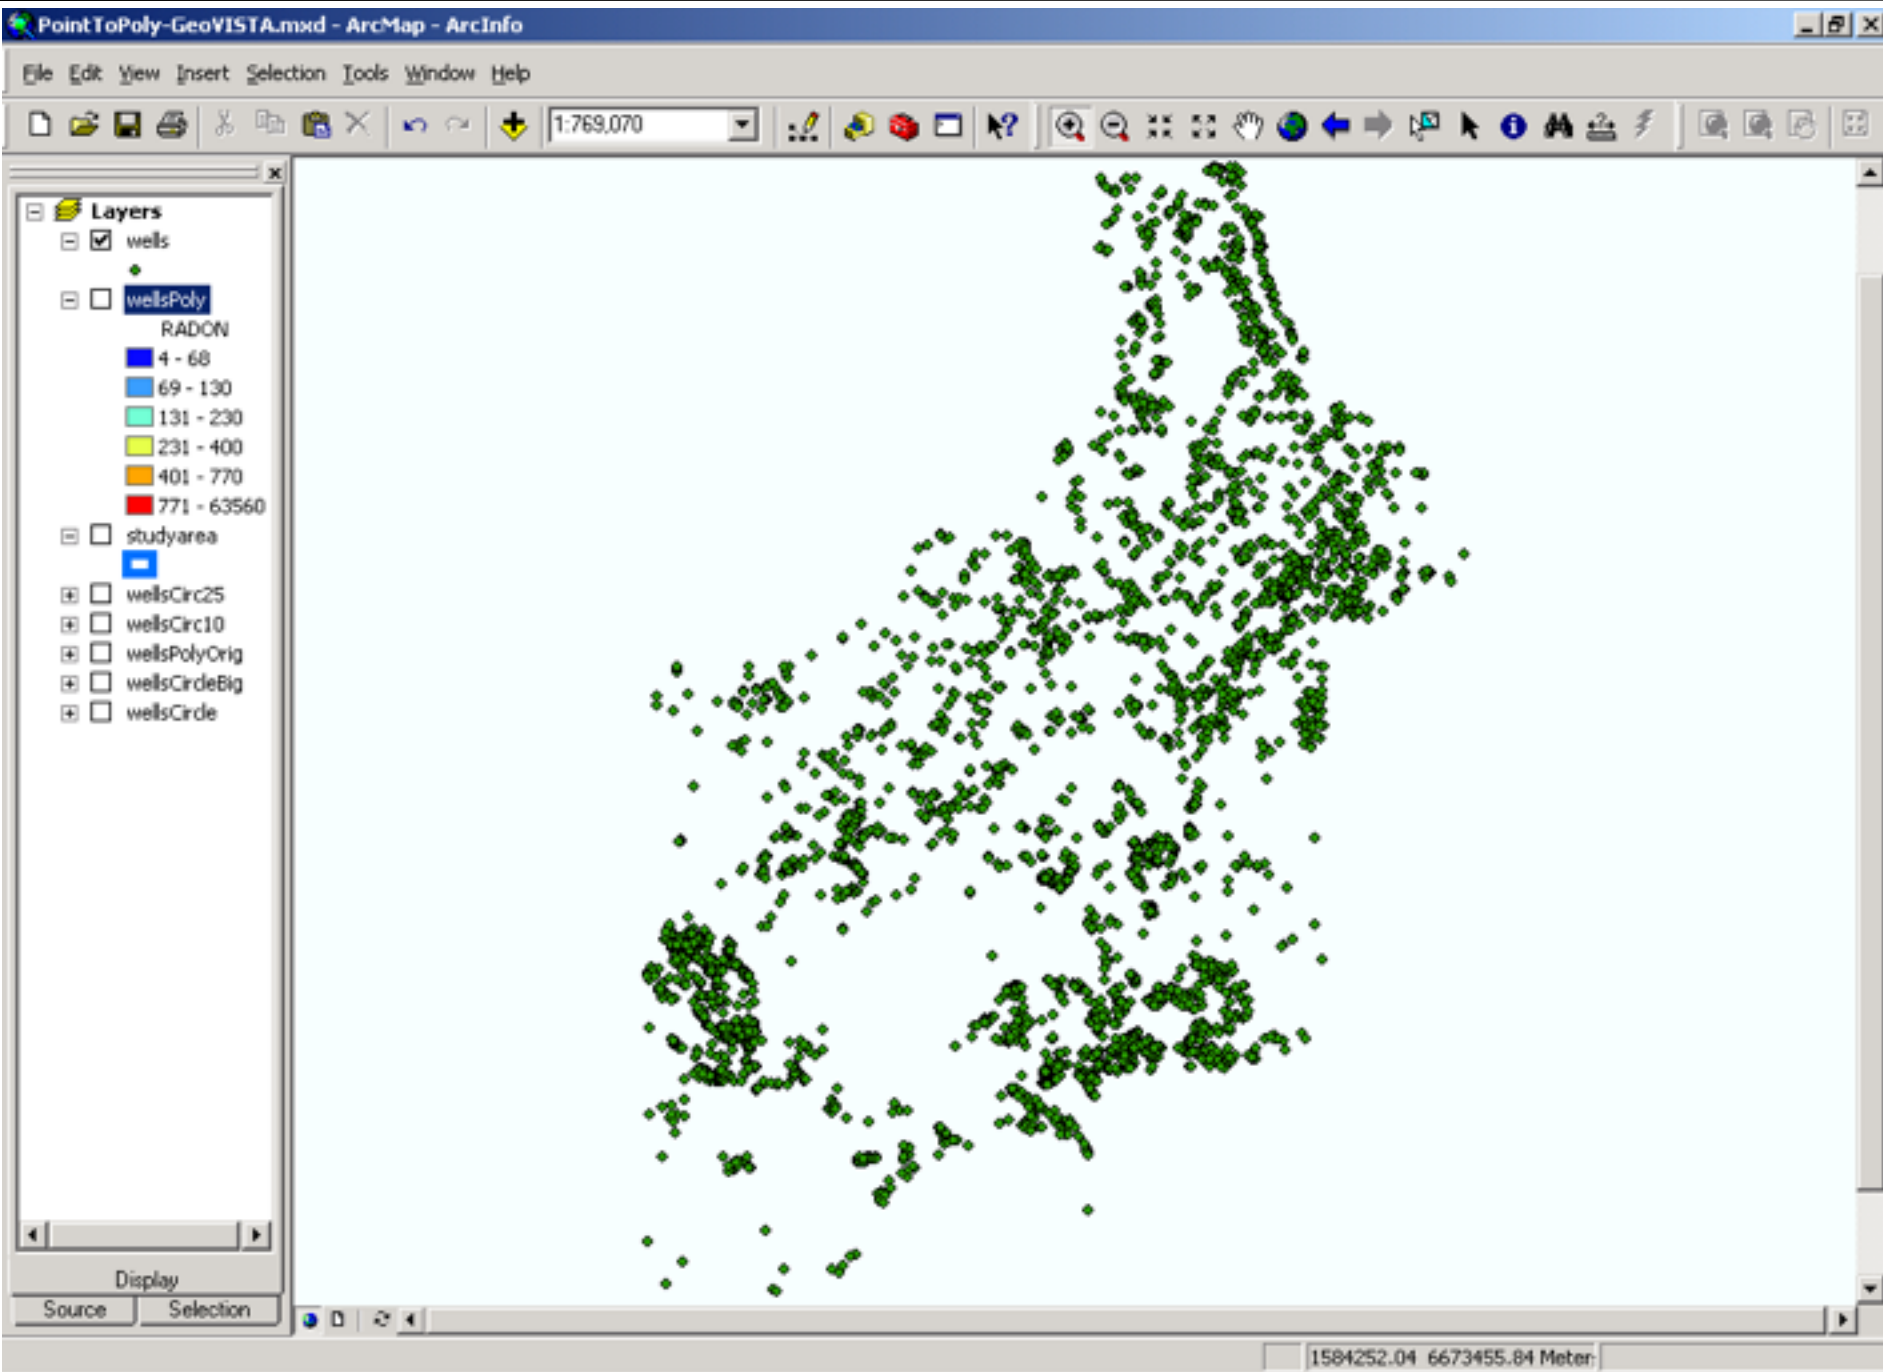 PointToPoly-GeoVISTA.mxd - ArcMap - ArcInfo
File Edit View Insert Selection Tools Window Help
1:769,070
Layers
wells
wellsPoly
RADON
4 - 68
69 - 130
131 - 230
231 - 400
401 - 770
771 - 63560
studyarea
wellsCirc25
wellsCirc10
wellsPolyOrig
wellsCircleBig
wellsCircle
Display
Source Selection
1584252.04 6673455.84 Meter